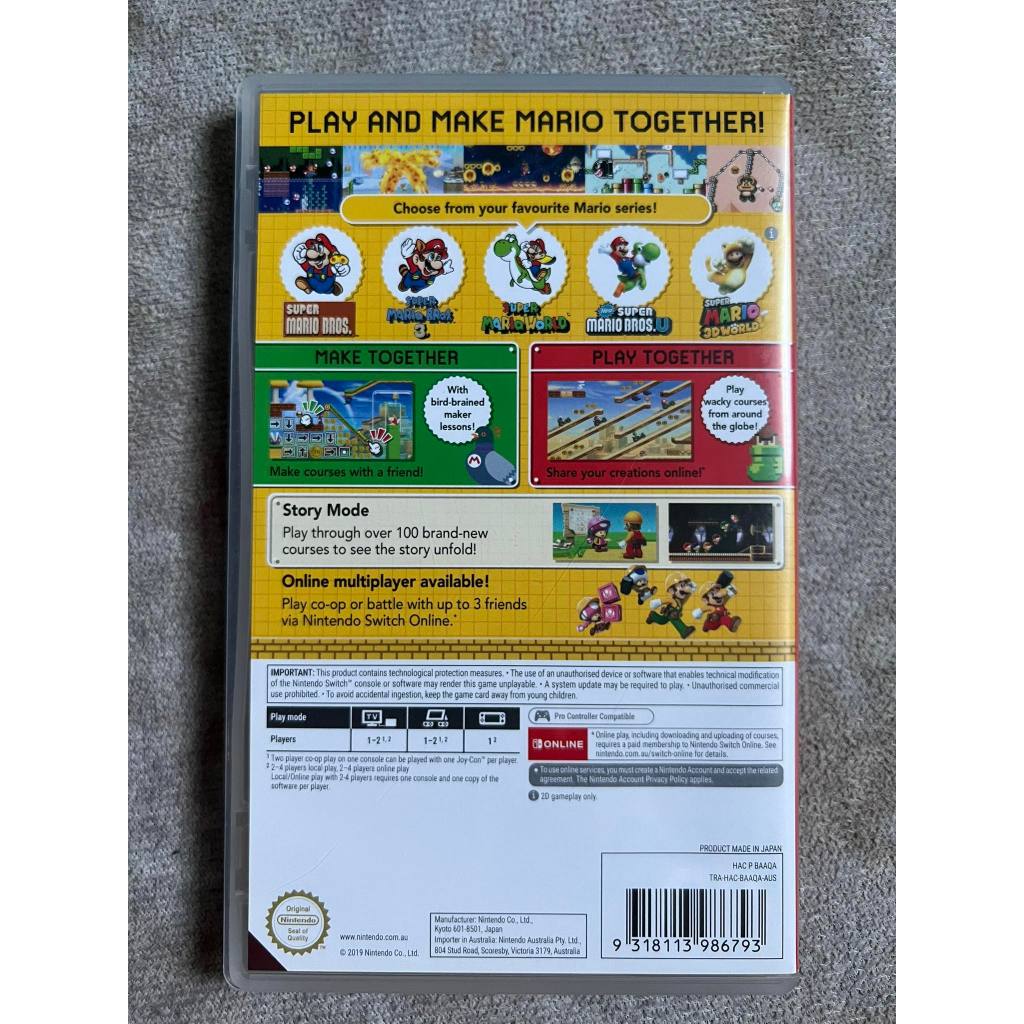 PLAY AND MAKE MARIO TOGETHER!
Choose from your favourite Mario series!
i
SUPER
MARIO BROS.
SUPER
MARIO BROS.
3
SUPER
MARIO WORLD
New SUPER
MARIO BROS. U
SUPER
MARIO
3D WORLD
MAKE TOGETHER
With
bird-brained
maker
lessons!
M
Make courses with a friend!
PLAY TOGETHER
Play
wacky courses
from around
the globe!
Share your creations online!*
Story Mode
Play through over 100 brand-new
courses to see the story unfold!
Online multiplayer available!
Play co-op or battle with up to 3 friends
via Nintendo Switch Online.*
IMPORTANT: This product contains technological protection measures. • The use of an unauthorised device or software that enables technical modification
of the Nintendo Switch™ console or software may render this game unplayable. • A system update may be required to play. • Unauthorised commercial
use prohibited. • To avoid accidental ingestion, keep the game card away from young children.
Play mode TV
Players 1-2 1, 2 1-2 1, 2 1 2
1 Two player co-op play on one console can be played with one Joy-Con™ per player.
2 2-4 players local play, 2-4 players online play
Local/Online play with 2-4 players requires one console and one copy of the
software per player.
Pro Controller Compatible
ONLINE
* Online play, including downloading and uploading of courses,
requires a paid membership to Nintendo Switch Online. See
nintendo.com.au/switch-online for details.
• To use online services, you must create a Nintendo Account and accept the related
agreement. The Nintendo Account Privacy Policy applies.
i 2D gameplay only.
PRODUCT MADE IN JAPAN
HAC P BAAQA
TRA-HAC-BAAQA-AUS
9 318113 986793
Original
Nintendo
Seal of
Quality
TM
www.nintendo.com.au
© 2019 Nintendo Co., Ltd.
Manufacturer: Nintendo Co., Ltd.,
Kyoto 601-8501, Japan
Importer in Australia: Nintendo Australia Pty. Ltd.,
804 Stud Road, Scoresby, Victoria 3179, Australia